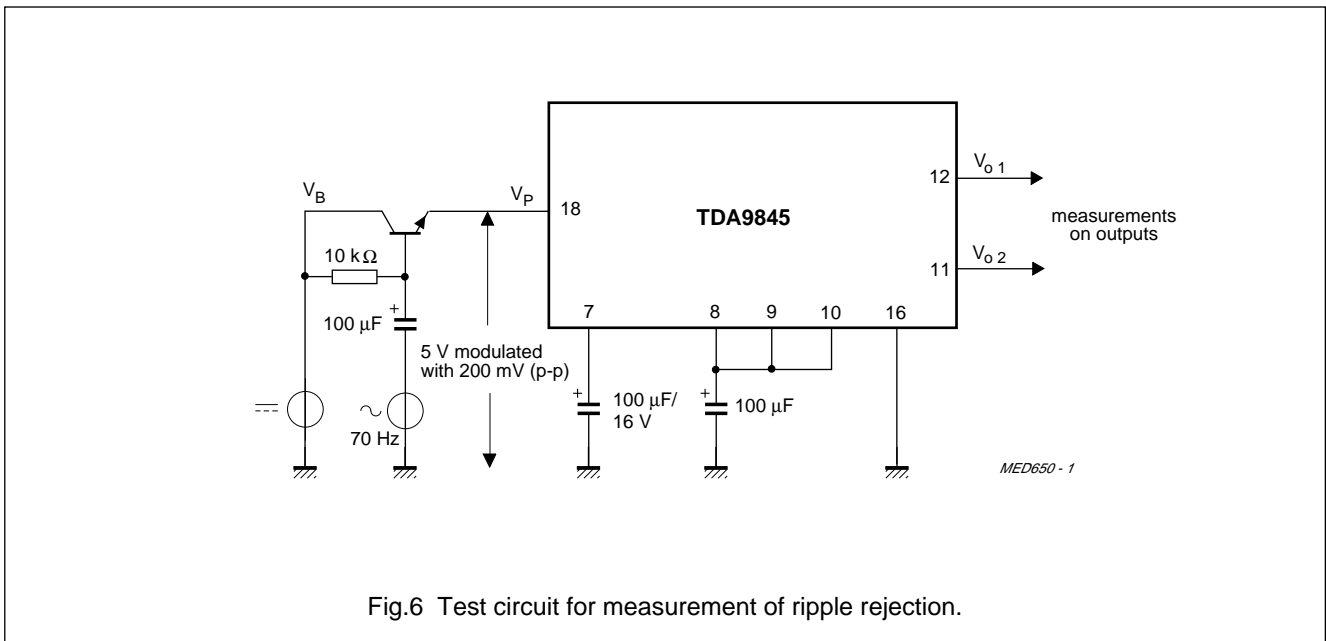 V_B
V_P
18
TDA9845
12
V_o 1
measurements
on outputs
11
V_o 2
10 kΩ
+
100 μF
5 V modulated
with 200 mV (p-p)
70 Hz
7
8
9
10
16
+
100 μF/
16 V
+
100 μF
MED650 - 1
Fig.6 Test circuit for measurement of ripple rejection.